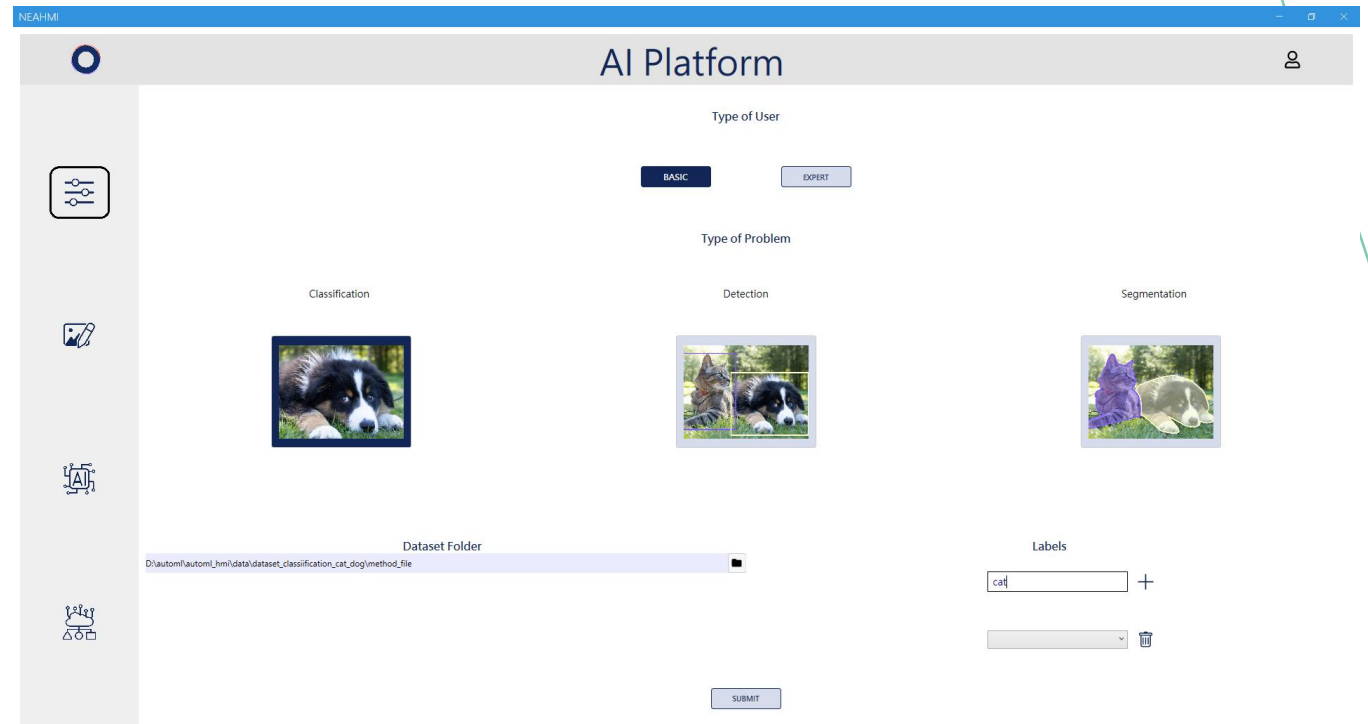 NEAHMI
AI Platform
Type of User
BASIC
EXPERT
Type of Problem
Classification
Detection
Segmentation
AI
Dataset Folder
D:\automl\automl_hmi\data\dataset_classiification_cat_dog\method_file
Labels
cat
SUBMIT